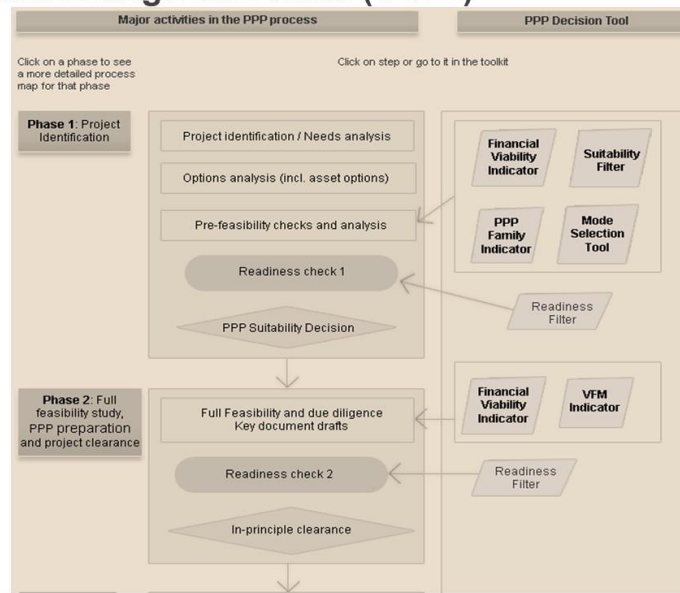 Major activities in the PPP process
PPP Decision Tool
Click on a phase to see
a more detailed process
map for that phase
Click on step or go to it in the toolkit
Phase 1: Project
Identification
Project identification / Needs analysis
Options analysis (incl. asset options)
Pre-feasibility checks and analysis
Readiness check 1
PPP Suitability Decision
Financial
Viability
Indicator
Suitability
Filter
PPP
Family
Indicator
Mode
Selection
Tool
Readiness
Filter
Phase 2: Full
feasibility study,
PPP preparation
and project clearance
Full Feasibility and due diligence
Key document drafts
Readiness check 2
In-principle clearance
Financial
Viability
Indicator
VFM
Indicator
Readiness
Filter